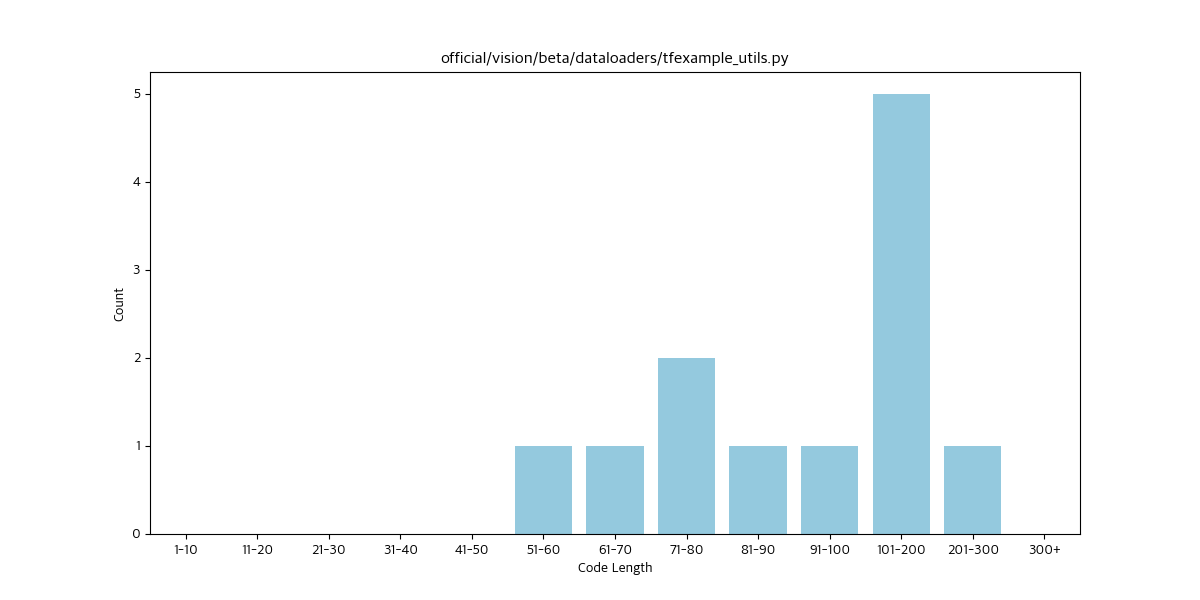 official/vision/beta/dataloaders/tfexample_utils.py
5
4
3
2
1
0
Count
1-10 11-20 21-30 31-40 41-50 51-60 61-70 71-80 81-90 91-100 101-200 201-300 300+
Code Length